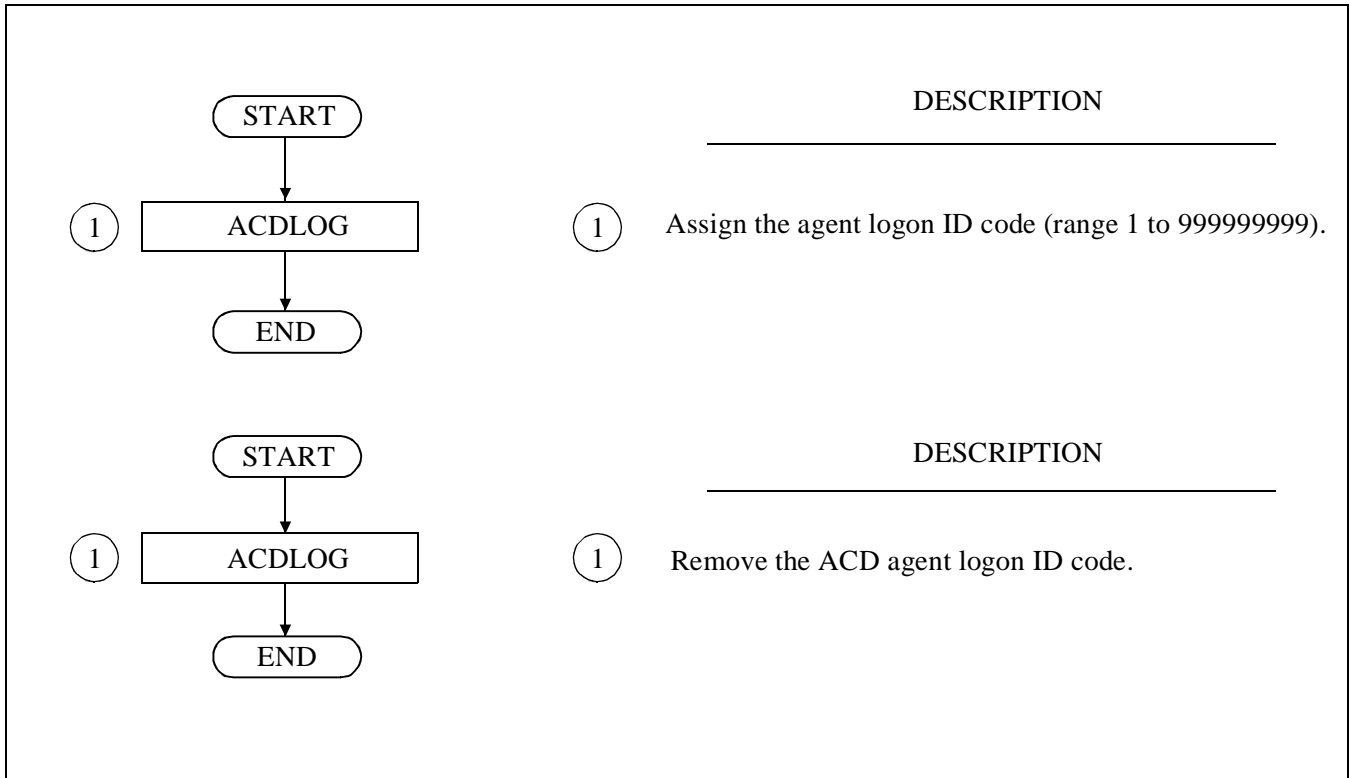 START
DESCRIPTION
1 ACDLOG
1 Assign the agent logon ID code (range 1 to 999999999).
END
START
DESCRIPTION
1 ACDLOG
1 Remove the ACD agent logon ID code.
END